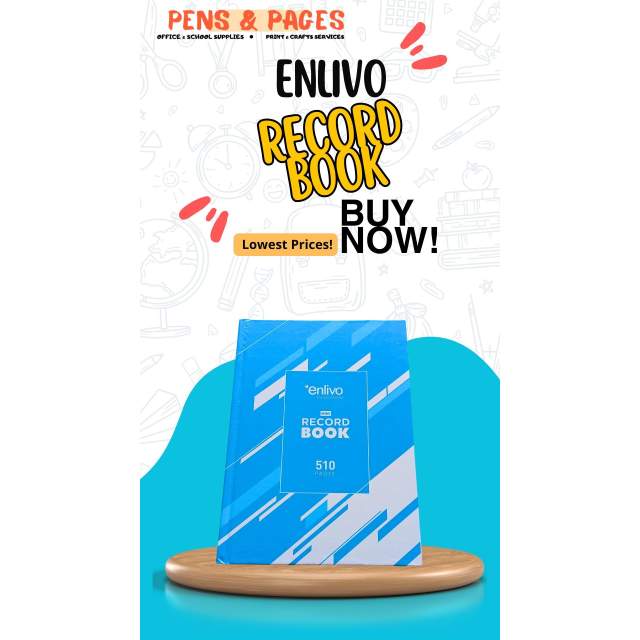 PENS & PAGES
OFFICE & SCHOOL SUPPLIES • PRINT & CRAFTS SERVICES
ENLIVO
RECORD
BOOK
BUY
NOW!
Lowest Prices!
enlivo
RECORD
BOOK
510
PAGES